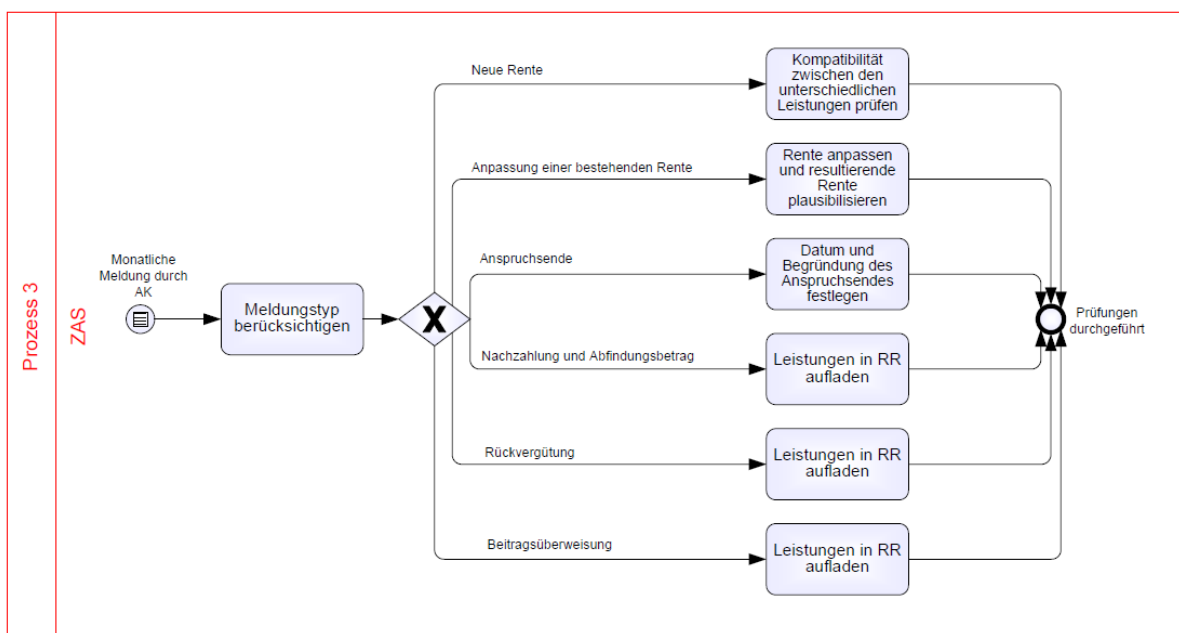 Prozess 3
ZAS
Monatliche
Meldung durch
AK
Meldungstyp
berücksichtigen
X
Neue Rente
Kompatibilität
zwischen den
unterschiedlichen
Leistungen prüfen
Anpassung einer bestehenden Rente
Rente anpassen
und resultierende
Rente
plausibilisieren
Anspruchsende
Datum und
Begründung des
Anspruchsendes
festlegen
Nachzahlung und Abfindungsbetrag
Leistungen in RR
aufladen
Rückvergütung
Leistungen in RR
aufladen
Beitragsüberweisung
Leistungen in RR
aufladen
Prüfungen
durchgeführt